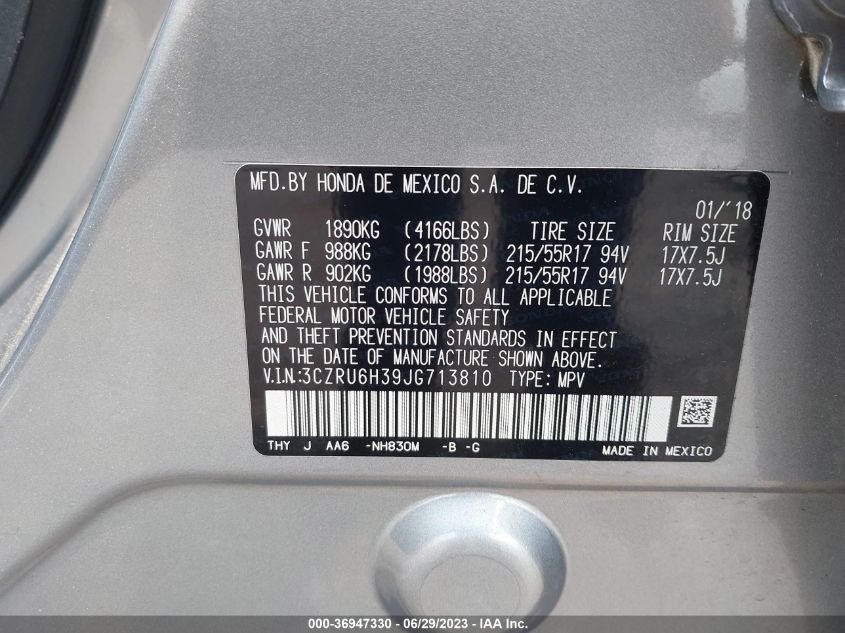 MFD.BY HONDA DE MEXICO S.A. DE C.V.
01/'18
GVWR 1890KG (4166LBS) TIRE SIZE RIM SIZE
GAWR F 988KG (2178LBS) 215/55R17 94V 17X7.5J
GAWR R 902KG (1988LBS) 215/55R17 94V 17X7.5J
THIS VEHICLE CONFORMS TO ALL APPLICABLE
FEDERAL MOTOR VEHICLE SAFETY
AND THEFT PREVENTION STANDARDS IN EFFECT
ON THE DATE OF MANUFACTURE SHOWN ABOVE.
V.I.N.:3CZRU6H39JG713810 TYPE: MPV
THY J AA6 -NH830M -B -G MADE IN MEXICO
000-36947330 - 06/29/2023 - IAA Inc.